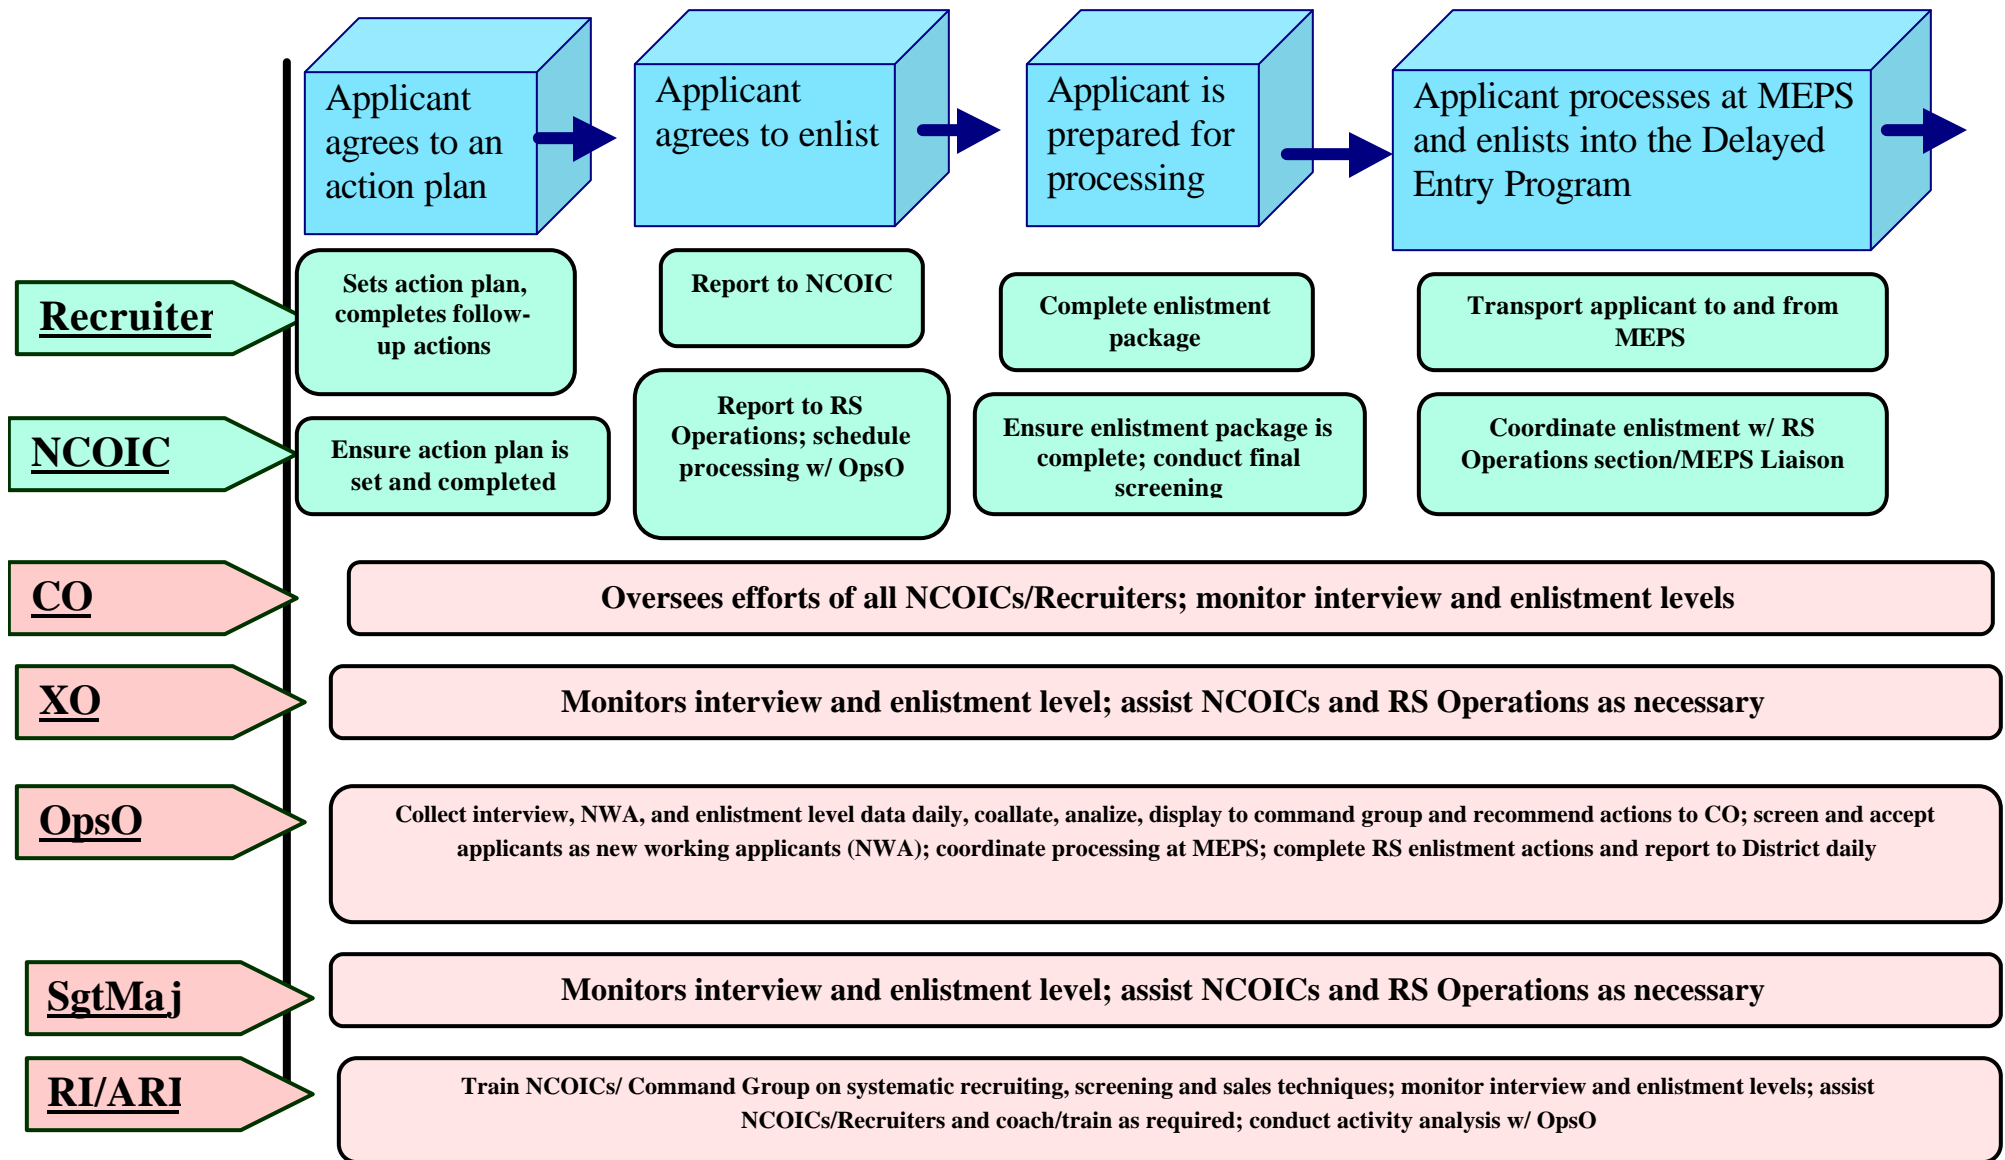 Applicant
agrees to an
action plan
Applicant
agrees to enlist
Applicant is
prepared for
processing
Applicant processes at MEPS
and enlists into the Delayed
Entry Program
Recruiter
Sets action plan,
completes follow-
up actions
Report to NCOIC
Complete enlistment
package
Transport applicant to and from
MEPS
NCOIC
Ensure action plan is
set and completed
Report to RS
Operations; schedule
processing w/ OpsO
Ensure enlistment package is
complete; conduct final
screening
Coordinate enlistment w/ RS
Operations section/MEPS Liaison
CO
Oversees efforts of all NCOICs/Recruiters; monitor interview and enlistment levels
XO
Monitors interview and enlistment level; assist NCOICs and RS Operations as necessary
OpsO
Collect interview, NWA, and enlistment level data daily, coallate, analize, display to command group and recommend actions to CO; screen and accept
applicants as new working applicants (NWA); coordinate processing at MEPS; complete RS enlistment actions and report to District daily
SgtMaj
Monitors interview and enlistment level; assist NCOICs and RS Operations as necessary
RI/ARI
Train NCOICs/ Command Group on systematic recruiting, screening and sales techniques; monitor interview and enlistment levels; assist
NCOICs/Recruiters and coach/train as required; conduct activity analysis w/ OpsO